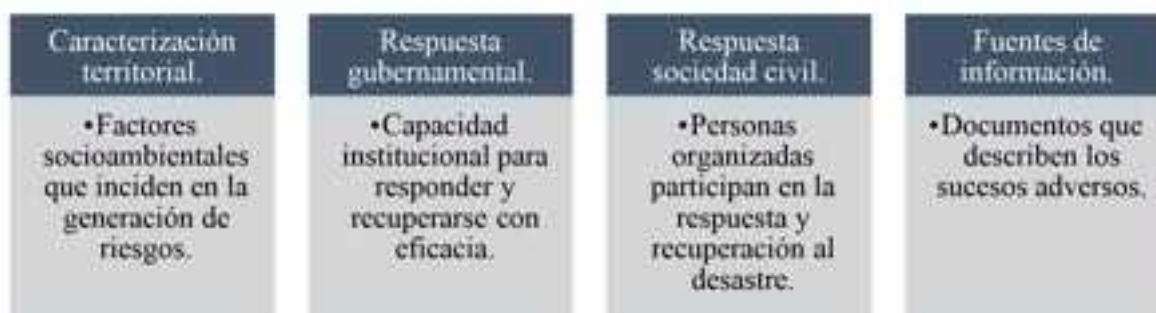 Caracterización
territorial.
•Factores
socioambientales
que inciden en la
generación de
riesgos.
Respuesta
gubernamental.
•Capacidad
institucional para
responder y
recuperarse con
eficacia.
Respuesta
sociedad civil.
•Personas
organizadas
participan en la
respuesta y
recuperación al
desastre.
Fuentes de
información.
•Documentos que
describen los
sucesos adversos.